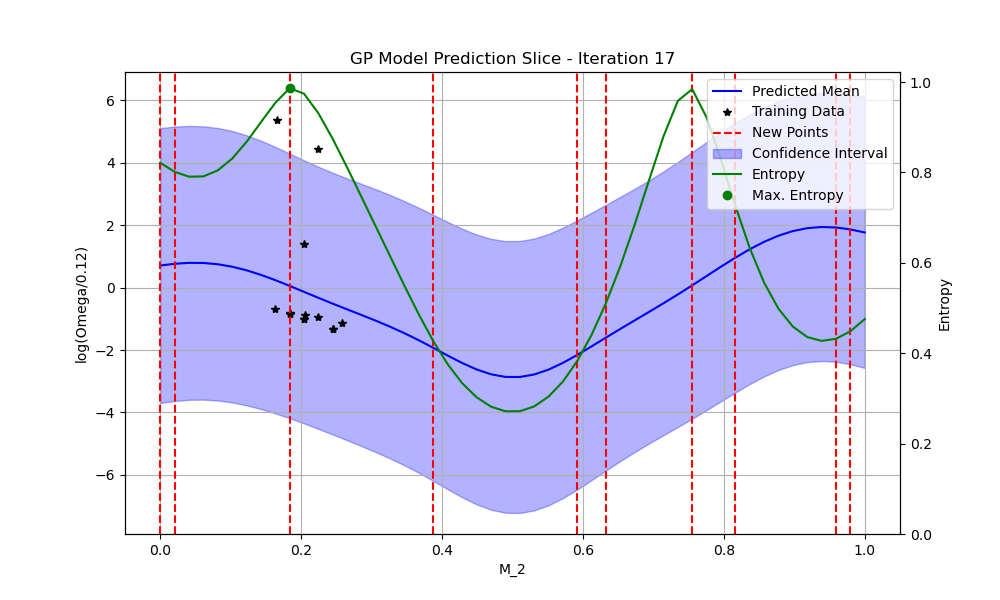 GP Model Prediction Slice - Iteration 17
Predicted Mean
Training Data
New Points
Confidence Interval
Entropy
Max. Entropy
6
4
2
0
−2
−4
−6
log(Omega/0.12)
1.0
0.8
0.6
0.4
0.2
0.0
Entropy
0.0
0.2
0.4
0.6
0.8
1.0
M_2